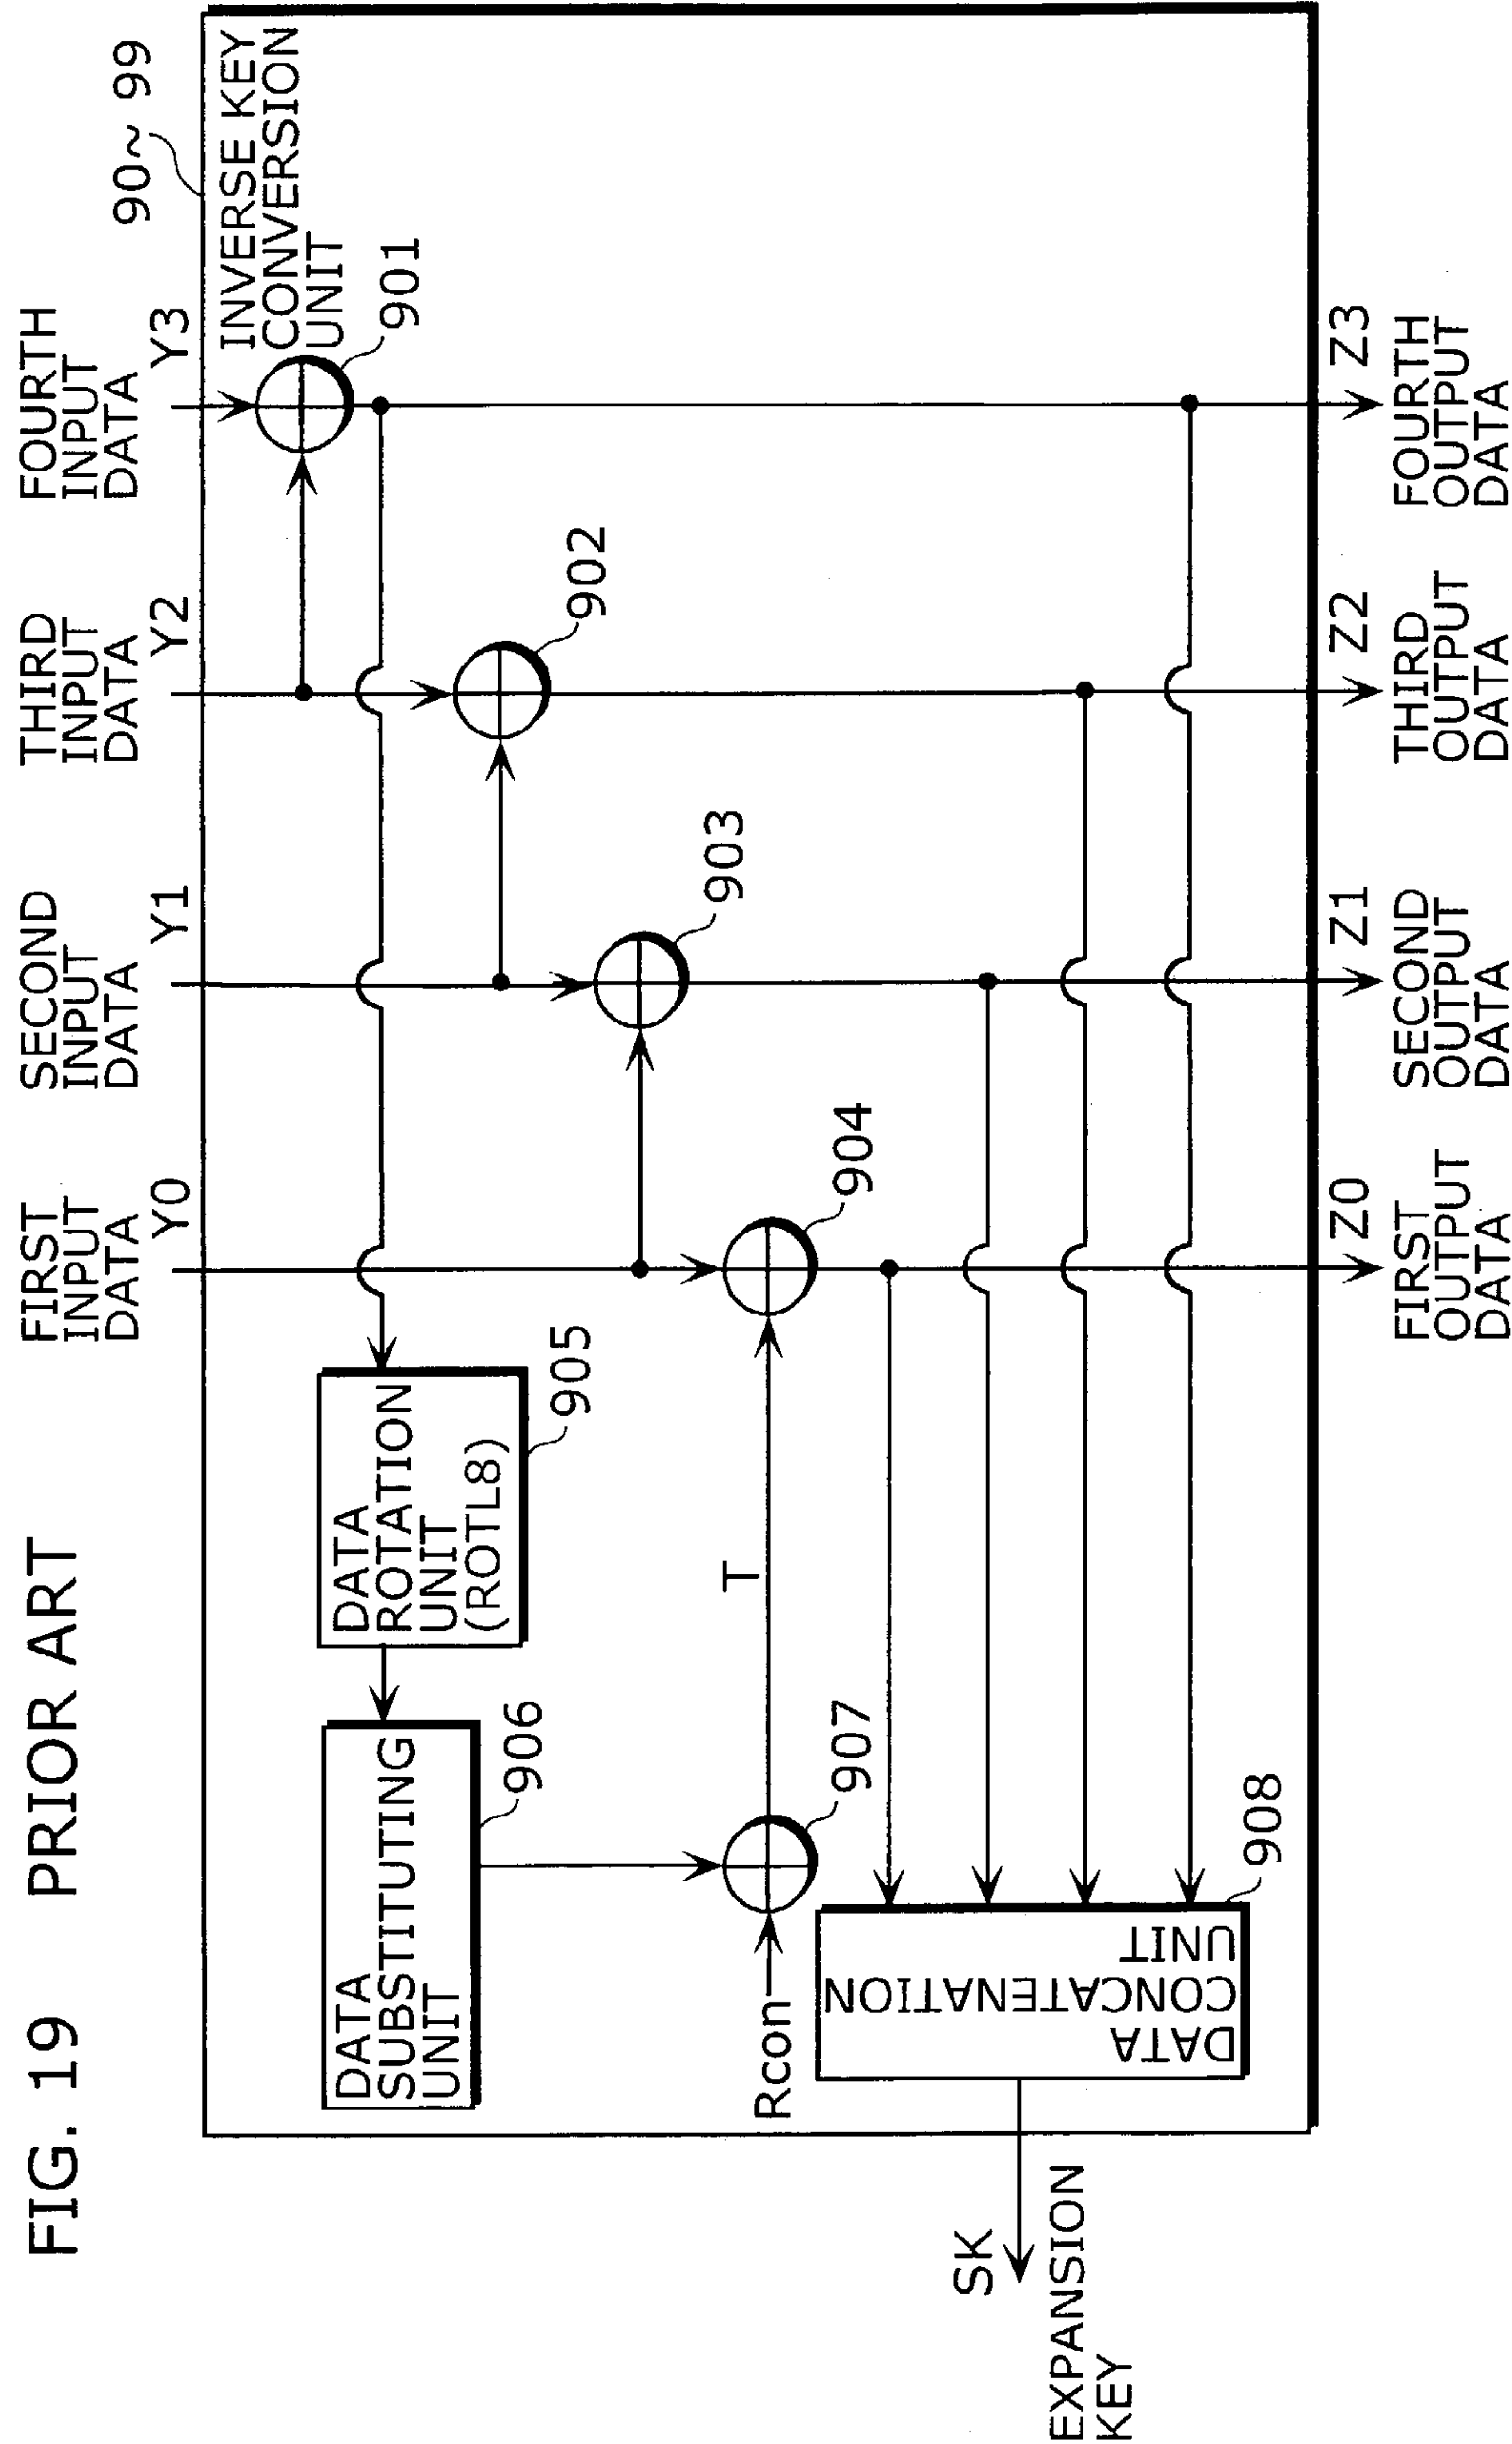 FIG. 19
PRIOR ART
FIRST
INPUT
DATA
SECOND
INPUT
DATA
THIRD
INPUT
DATA
FOURTH
INPUT
DATA
Y0
Y1
Y2
Y3
90~ 99
INVERSE KEY
CONVERSION
UNIT
901
902
903
904
DATA
ROTATION
UNIT
(ROTL8)
905
DATA
SUBSTITUTING
UNIT
906
T
907
Rcon
DATA
CONCATENATION
UNIT
908
SK
EXPANSION
KEY
Z0
Z1
Z2
Z3
FIRST
OUTPUT
DATA
SECOND
OUTPUT
DATA
THIRD
OUTPUT
DATA
FOURTH
OUTPUT
DATA